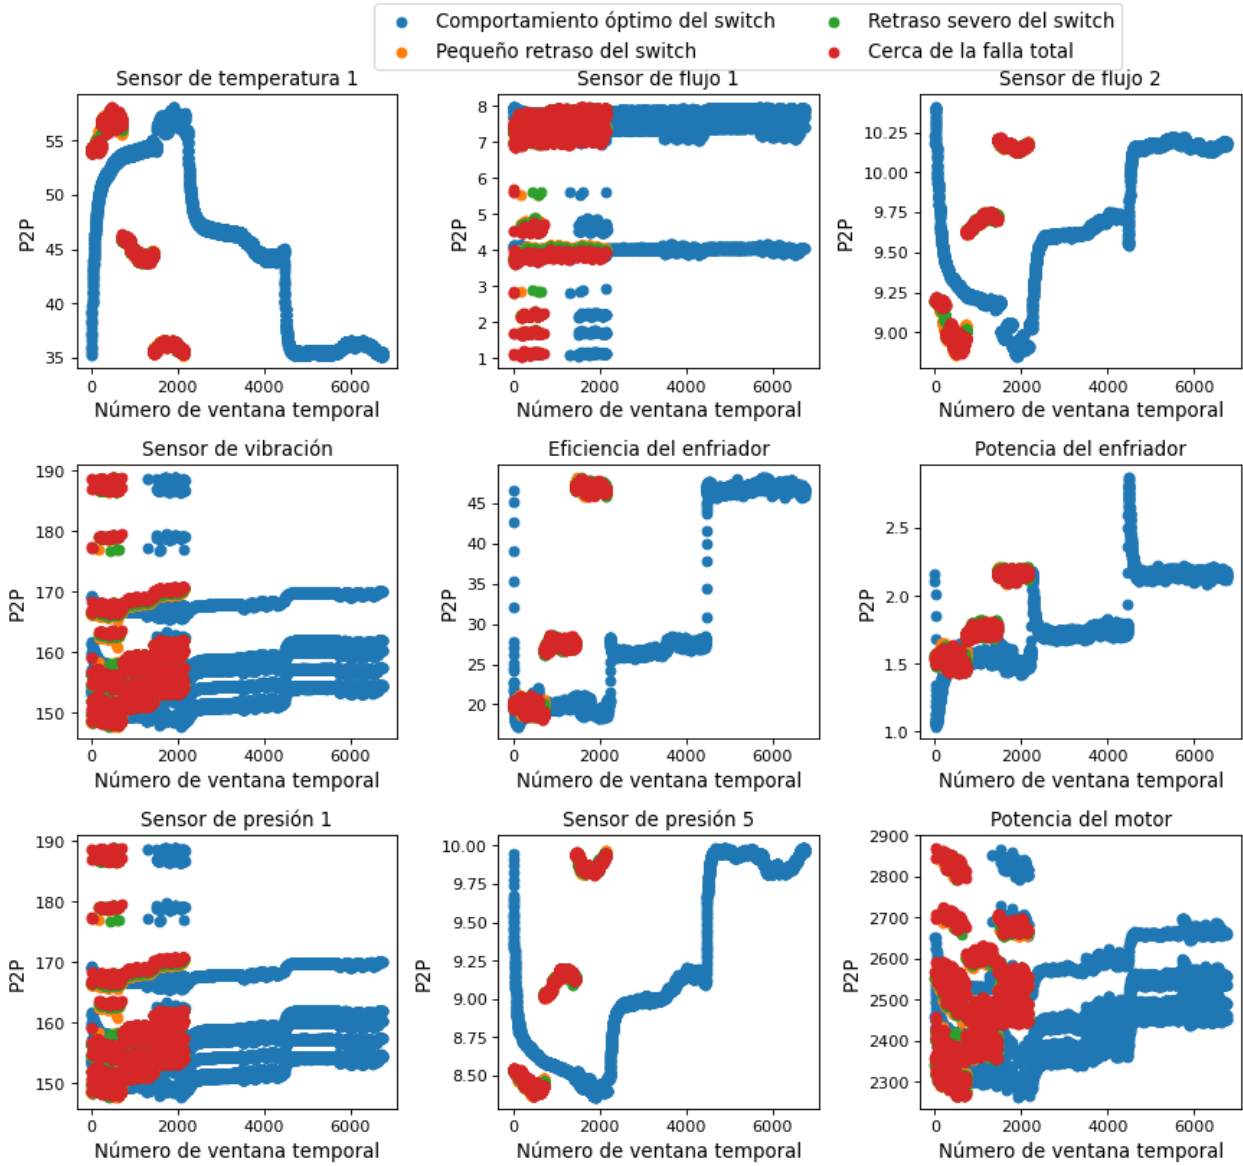 Comportamiento óptimo del switch
Pequeño retraso del switch
Retraso severo del switch
Cerca de la falla total
Sensor de temperatura 1
P2P
55
50
45
40
35
0 2000 4000 6000
Número de ventana temporal
Sensor de flujo 1
P2P
8
7
6
5
4
3
2
1
0 2000 4000 6000
Número de ventana temporal
Sensor de flujo 2
P2P
10.25
10.00
9.75
9.50
9.25
9.00
0 2000 4000 6000
Número de ventana temporal
Sensor de vibración
P2P
190
180
170
160
150
0 2000 4000 6000
Número de ventana temporal
Eficiencia del enfriador
P2P
45
40
35
30
25
20
0 2000 4000 6000
Número de ventana temporal
Potencia del enfriador
P2P
2.5
2.0
1.5
1.0
0 2000 4000 6000
Número de ventana temporal
Sensor de presión 1
P2P
190
180
170
160
150
0 2000 4000 6000
Número de ventana temporal
Sensor de presión 5
P2P
10.00
9.75
9.50
9.25
9.00
8.75
8.50
0 2000 4000 6000
Número de ventana temporal
Potencia del motor
P2P
2900
2800
2700
2600
2500
2400
2300
0 2000 4000 6000
Número de ventana temporal